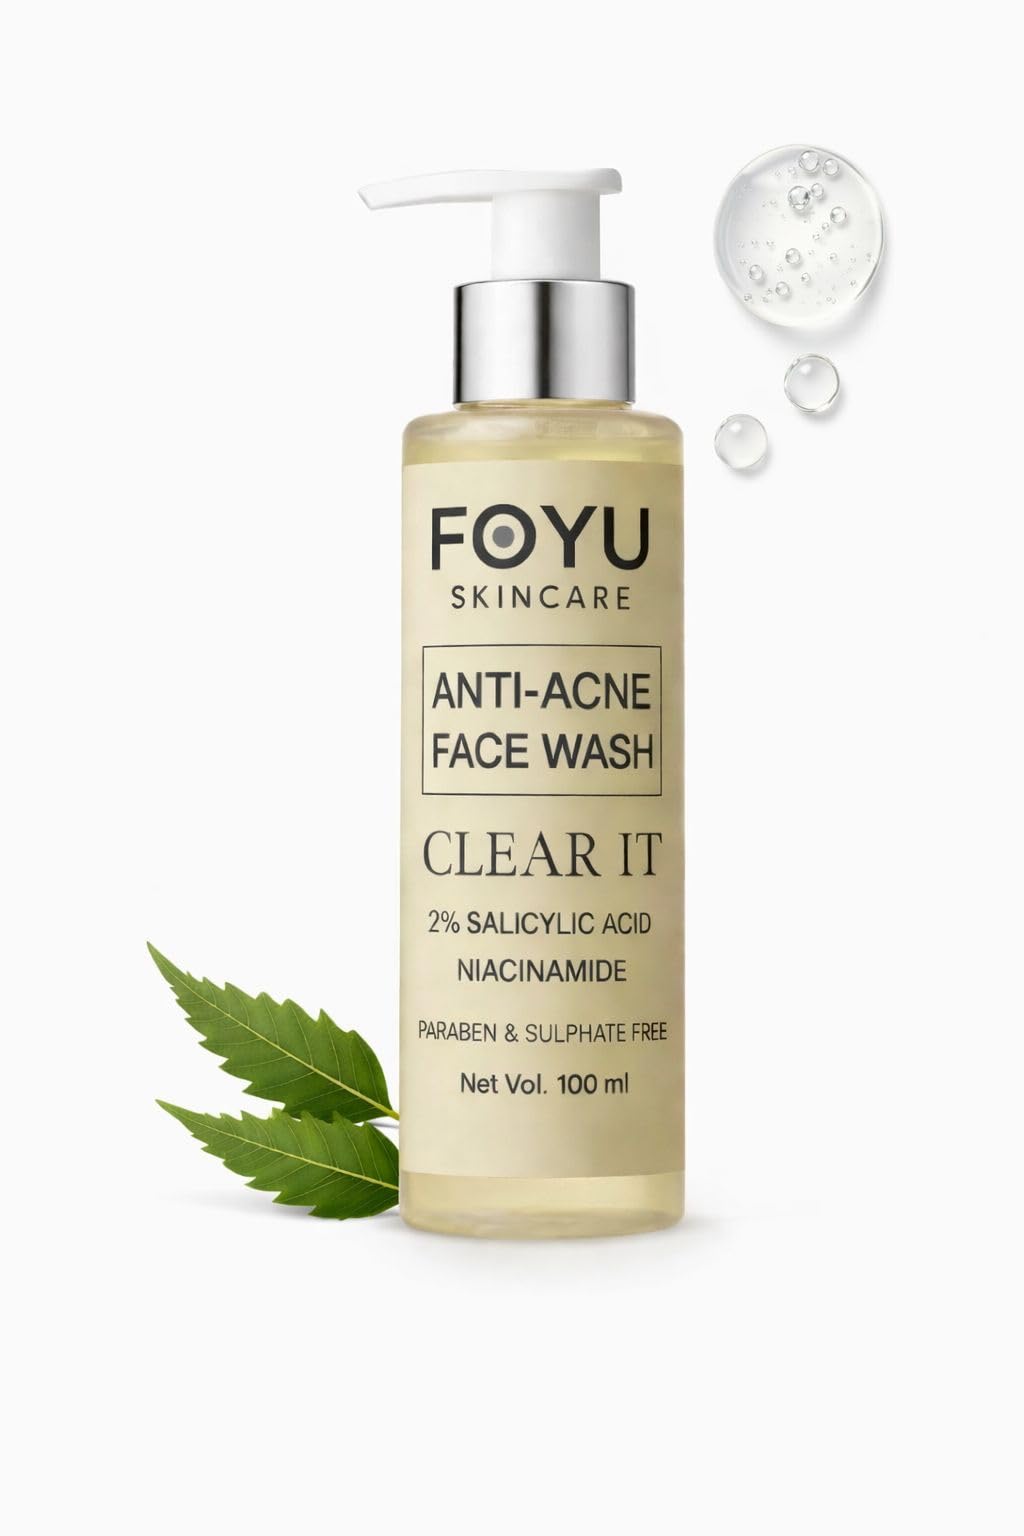 FOYU
SKINCARE
ANTI-ACNE
FACE WASH
CLEAR IT
2% SALICYLIC ACID
NIACINAMIDE
PARABEN & SULPHATE FREE
Net Vol. 100 ml